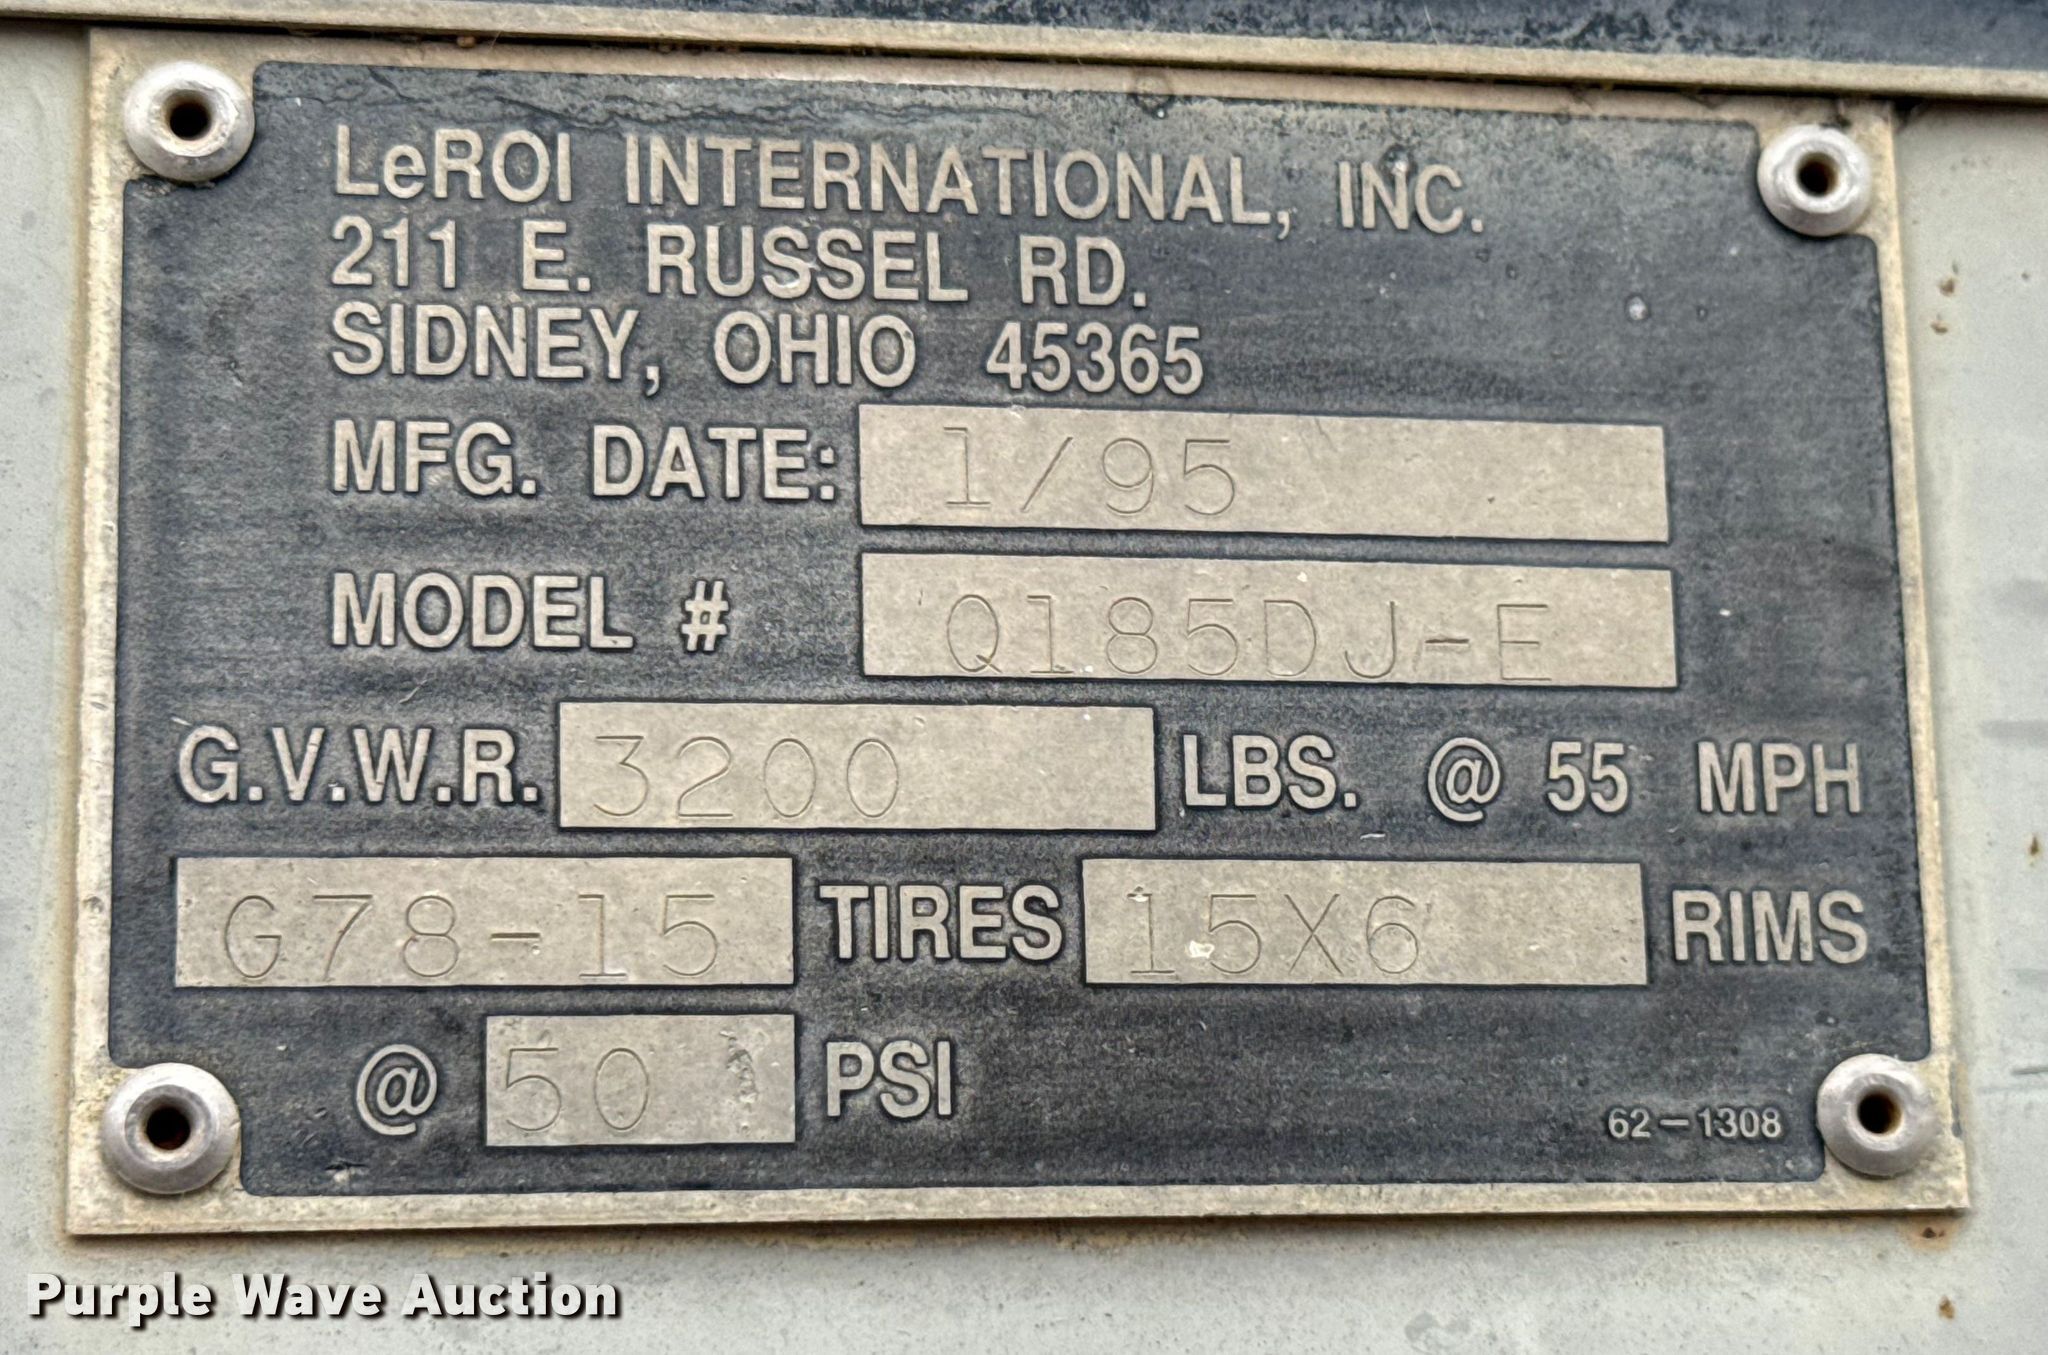 LeROI INTERNATIONAL, INC.
211 E. RUSSEL RD.
SIDNEY, OHIO 45365
MFG. DATE: 1/95
MODEL # Q185DJ-E
G.V.W.R. 3200 LBS. @ 55 MPH
G78-15 TIRES 15X6 RIMS
@ 50 PSI
62-1308
Purple Wave Auction